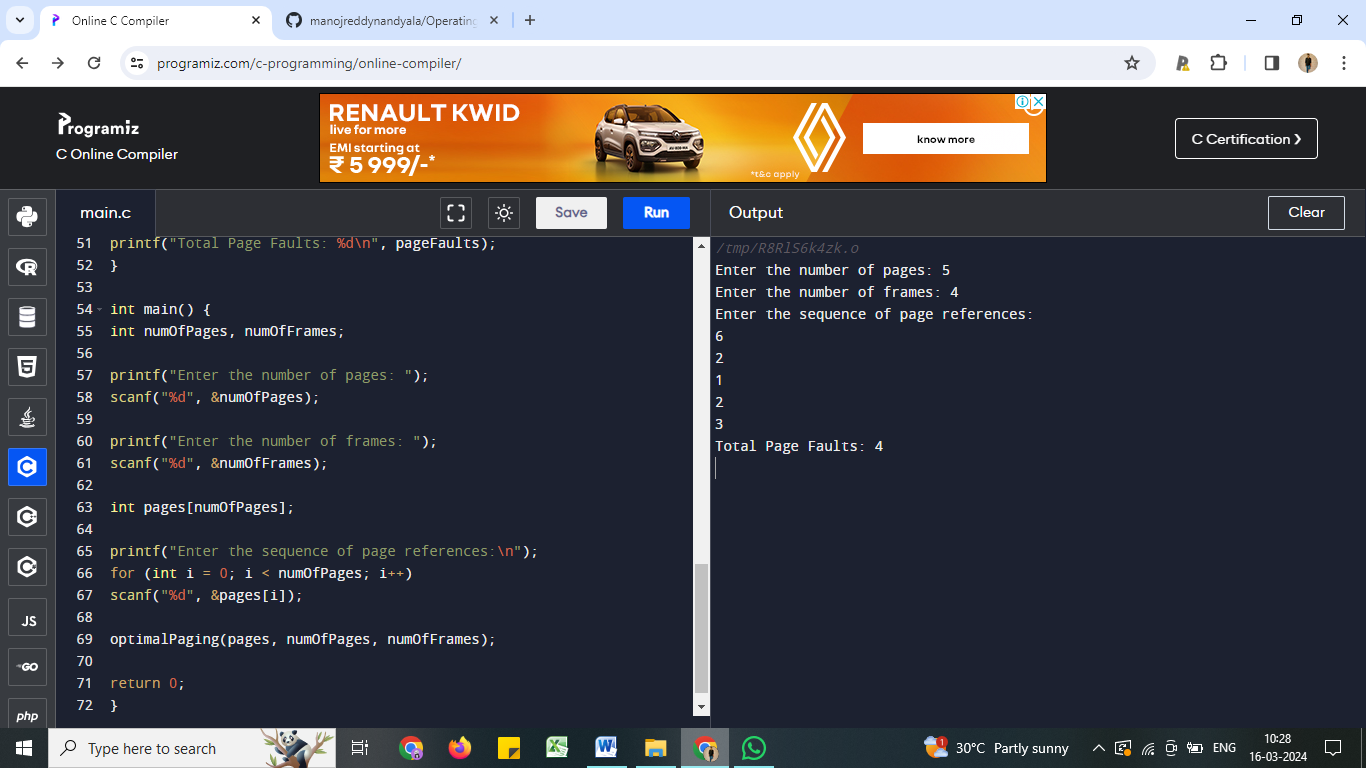 Online C Compiler
manojreddynandyala/Operating
programiz.com/c-programming/online-compiler/
Programiz
C Online Compiler
RENAULT KWID
live for more
EMI starting at
₹ 5 999/-*
*t&c apply
know more
C Certification ❯
main.c
Save
Run
Output
Clear
51 printf("Total Page Faults: %d\n", pageFaults);
52 }
53
54 int main() {
55 int numOfPages, numOfFrames;
56
57 printf("Enter the number of pages: ");
58 scanf("%d", &numOfPages);
59
60 printf("Enter the number of frames: ");
61 scanf("%d", &numOfFrames);
62
63 int pages[numOfPages];
64
65 printf("Enter the sequence of page references:\n");
66 for (int i = 0; i < numOfPages; i++)
67 scanf("%d", &pages[i]);
68
69 optimalPaging(pages, numOfPages, numOfFrames);
70
71 return 0;
72 }
/tmp/R8RlS6k4zk.o
Enter the number of pages: 5
Enter the number of frames: 4
Enter the sequence of page references:
6
2
1
2
3
Total Page Faults: 4
JS
GO
php
Type here to search
1
30°C Partly sunny
ENG
10:28
16-03-2024